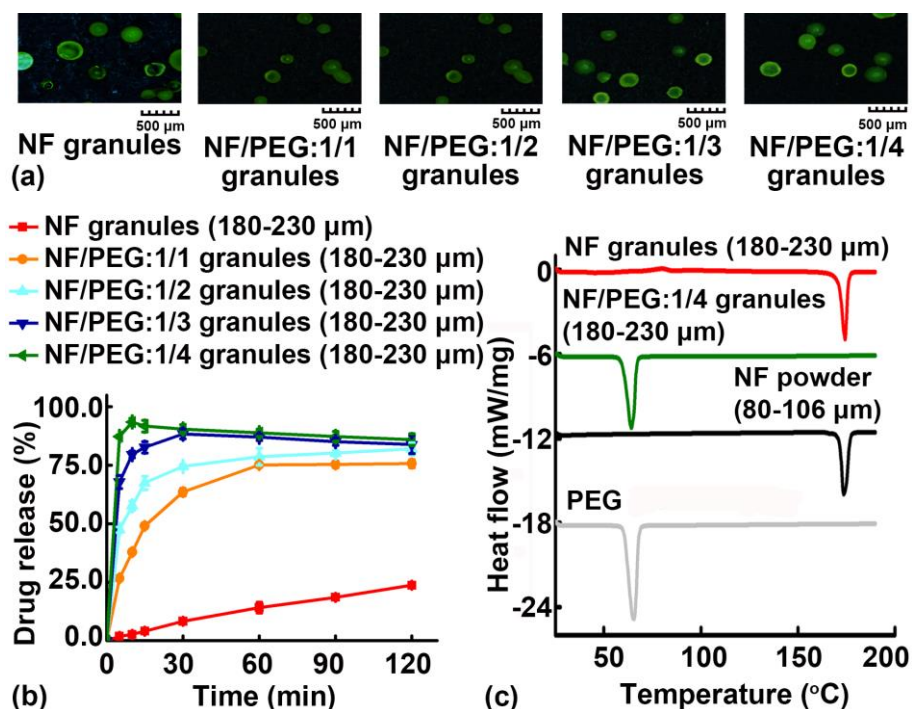 500 µm
500 µm
500 µm
500 µm
500 µm
NF granules
NF/PEG:1/1
granules
NF/PEG:1/2
granules
NF/PEG:1/3
granules
NF/PEG:1/4
granules
(a)
NF granules (180-230 µm)
NF/PEG:1/1 granules (180-230 µm)
NF/PEG:1/2 granules (180-230 µm)
NF/PEG:1/3 granules (180-230 µm)
NF/PEG:1/4 granules (180-230 µm)
100.0
75.0
50.0
25.0
0.0
Drug release (%)
0
30
60
90
120
Time (min)
(b)
NF granules (180-230 µm)
NF/PEG:1/4 granules
(180-230 µm)
NF powder
(80-106 µm)
PEG
0
-6
-12
-18
-24
Heat flow (mW/mg)
50
100
150
200
Temperature (°C)
(c)